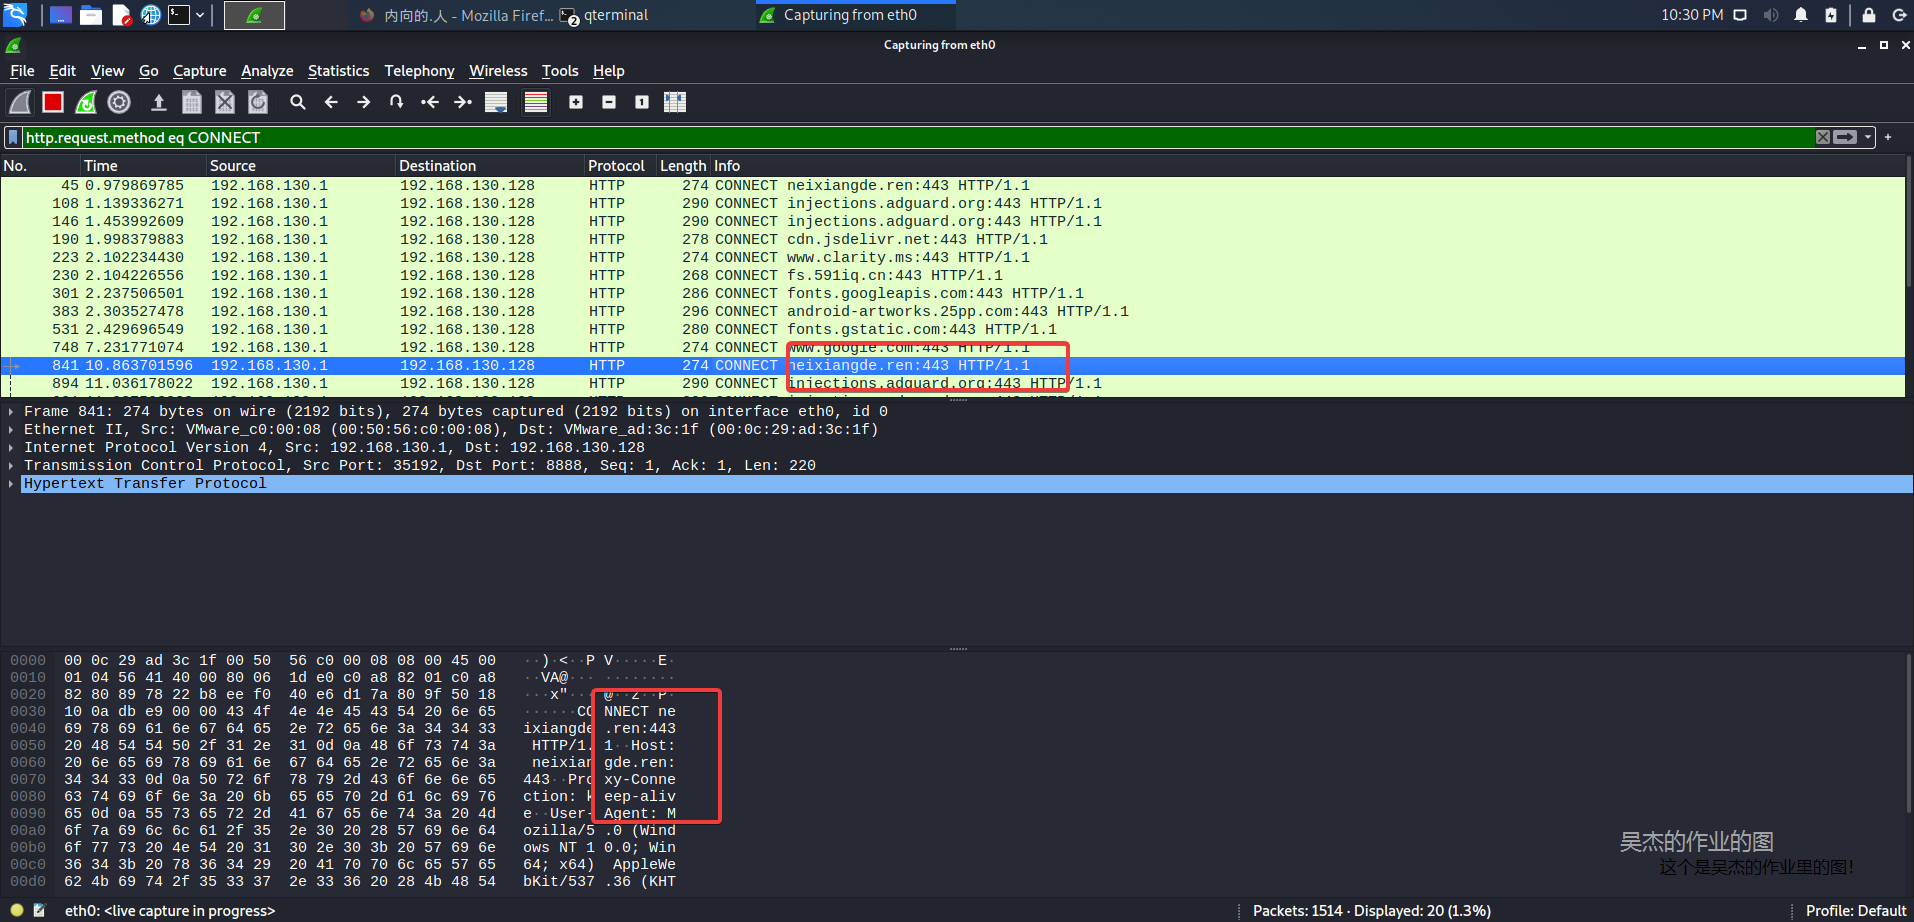 内向的.人 - Mozilla Firef... 2 qterminal Capturing from eth0 10:30 PM
Capturing from eth0
File Edit View Go Capture Analyze Statistics Telephony Wireless Tools Help
http.request.method eq CONNECT
No. Time Source Destination Protocol Length Info
45 0.979869785 192.168.130.1 192.168.130.128 HTTP 274 CONNECT neixiangde.ren:443 HTTP/1.1
108 1.139336271 192.168.130.1 192.168.130.128 HTTP 290 CONNECT injections.adguard.org:443 HTTP/1.1
146 1.453992609 192.168.130.1 192.168.130.128 HTTP 290 CONNECT injections.adguard.org:443 HTTP/1.1
190 1.998379883 192.168.130.1 192.168.130.128 HTTP 278 CONNECT cdn.jsdelivr.net:443 HTTP/1.1
223 2.102234430 192.168.130.1 192.168.130.128 HTTP 274 CONNECT www.clarity.ms:443 HTTP/1.1
230 2.104226556 192.168.130.1 192.168.130.128 HTTP 268 CONNECT fs.591iq.cn:443 HTTP/1.1
301 2.237506501 192.168.130.1 192.168.130.128 HTTP 286 CONNECT fonts.googleapis.com:443 HTTP/1.1
383 2.303527478 192.168.130.1 192.168.130.128 HTTP 296 CONNECT android-artworks.25pp.com:443 HTTP/1.1
531 2.429696549 192.168.130.1 192.168.130.128 HTTP 280 CONNECT fonts.gstatic.com:443 HTTP/1.1
748 7.231771074 192.168.130.1 192.168.130.128 HTTP 274 CONNECT www.google.com:443 HTTP/1.1
841 10.863701596 192.168.130.1 192.168.130.128 HTTP 274 CONNECT neixiangde.ren:443 HTTP/1.1
894 11.036178022 192.168.130.1 192.168.130.128 HTTP 290 CONNECT injections.adguard.org:443 HTTP/1.1
Frame 841: 274 bytes on wire (2192 bits), 274 bytes captured (2192 bits) on interface eth0, id 0
Ethernet II, Src: VMware_c0:00:08 (00:50:56:c0:00:08), Dst: VMware_ad:3c:1f (00:0c:29:ad:3c:1f)
Internet Protocol Version 4, Src: 192.168.130.1, Dst: 192.168.130.128
Transmission Control Protocol, Src Port: 35192, Dst Port: 8888, Seq: 1, Ack: 1, Len: 220
Hypertext Transfer Protocol
0000 00 0c 29 ad 3c 1f 00 50 56 c0 00 08 08 00 45 00 ··)·<··P V·····E·
0010 01 04 56 41 40 00 80 06 1d e0 c0 a8 82 01 c0 a8 ··VA@··· ········
0020 82 80 89 78 22 b8 ee f0 40 e6 d1 7a 80 9f 50 18 ···x"··· @··z··P·
0030 10 0a db e9 00 00 43 4f 4e 4e 45 43 54 20 6e 65 ······CO NNECT ne
0040 69 78 69 61 6e 67 64 65 2e 72 65 6e 3a 34 34 33 ixiangde .ren:443
0050 20 48 54 54 50 2f 31 2e 31 0d 0a 48 6f 73 74 3a HTTP/1. 1··Host:
0060 20 6e 65 69 78 69 61 6e 67 64 65 2e 72 65 6e 3a neixian gde.ren:
0070 34 34 33 0d 0a 50 72 6f 78 79 2d 43 6f 6e 6e 65 443··Pro xy-Conne
0080 63 74 69 6f 6e 3a 20 6b 65 65 70 2d 61 6c 69 76 ction: k eep-aliv
0090 65 0d 0a 55 73 65 72 2d 41 67 65 6e 74 3a 20 4d e··User- Agent: M
00a0 6f 7a 69 6c 6c 61 2f 35 2e 30 20 28 57 69 6e 64 ozilla/5 .0 (Wind
00b0 6f 77 73 20 4e 54 20 31 30 2e 30 3b 20 57 69 6e ows NT 1 0.0; Win
00c0 36 34 3b 20 78 36 34 29 20 41 70 70 6c 65 57 65 64; x64) AppleWe
00d0 62 4b 69 74 2f 35 33 37 2e 33 36 20 28 4b 48 54 bKit/537 .36 (KHT
吴杰的作业的图
这个是吴杰的作业里的图!
eth0: <live capture in progress> Packets: 1514 · Displayed: 20 (1.3%) Profile: Default